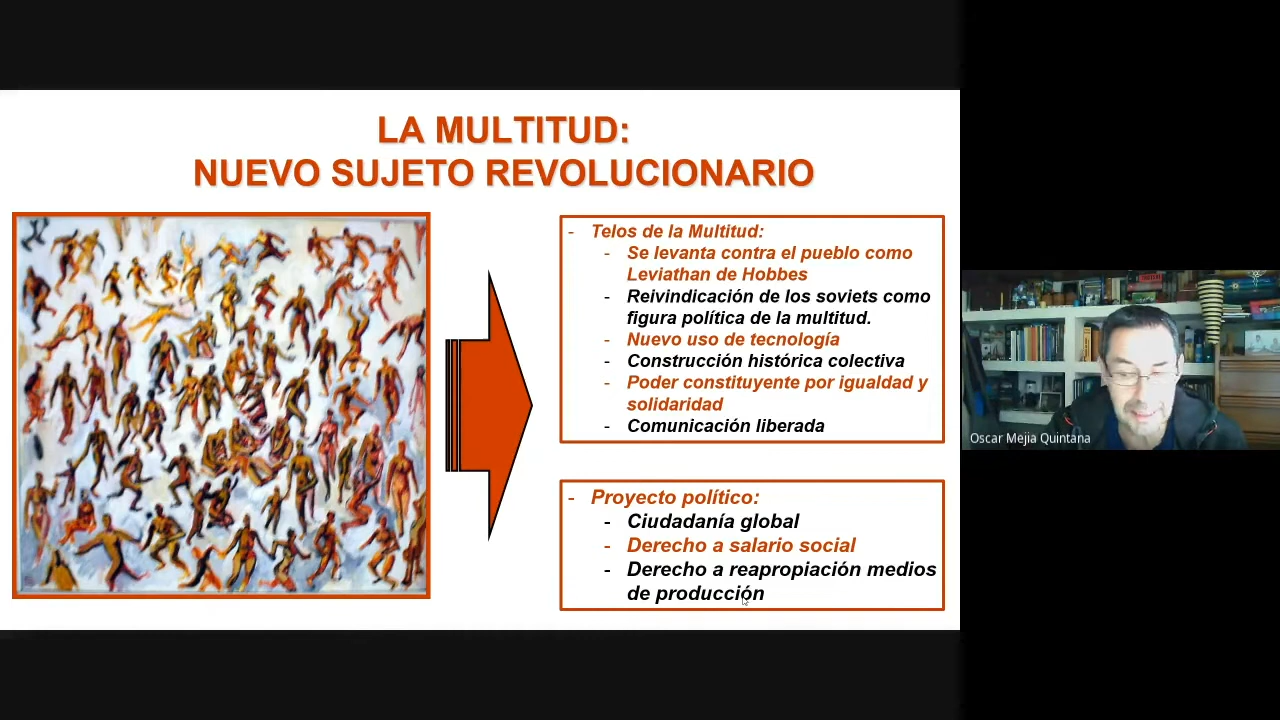 LA MULTITUD:
NUEVO SUJETO REVOLUCIONARIO
- Telos de la Multitud:
- Se levanta contra el pueblo como
Leviathan de Hobbes
- Reivindicación de los soviets como
figura política de la multitud.
- Nuevo uso de tecnología
- Construcción histórica colectiva
- Poder constituyente por igualdad y
solidaridad
- Comunicación liberada
- Proyecto político:
- Ciudadanía global
- Derecho a salario social
- Derecho a reapropiación medios
de producción
Oscar Mejia Quintana